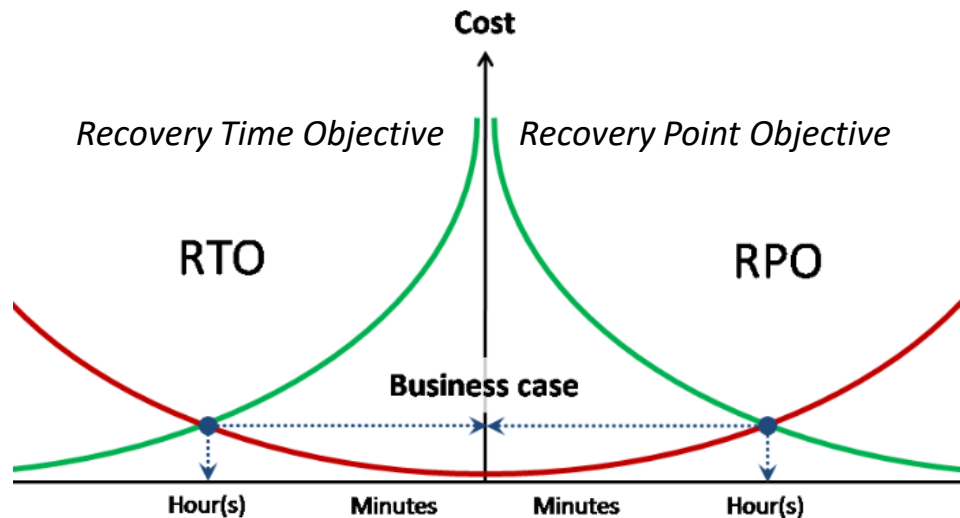 Cost
Recovery Time Objective
Recovery Point Objective
RTO
RPO
Business case
Hour(s)
Minutes
Minutes
Hour(s)